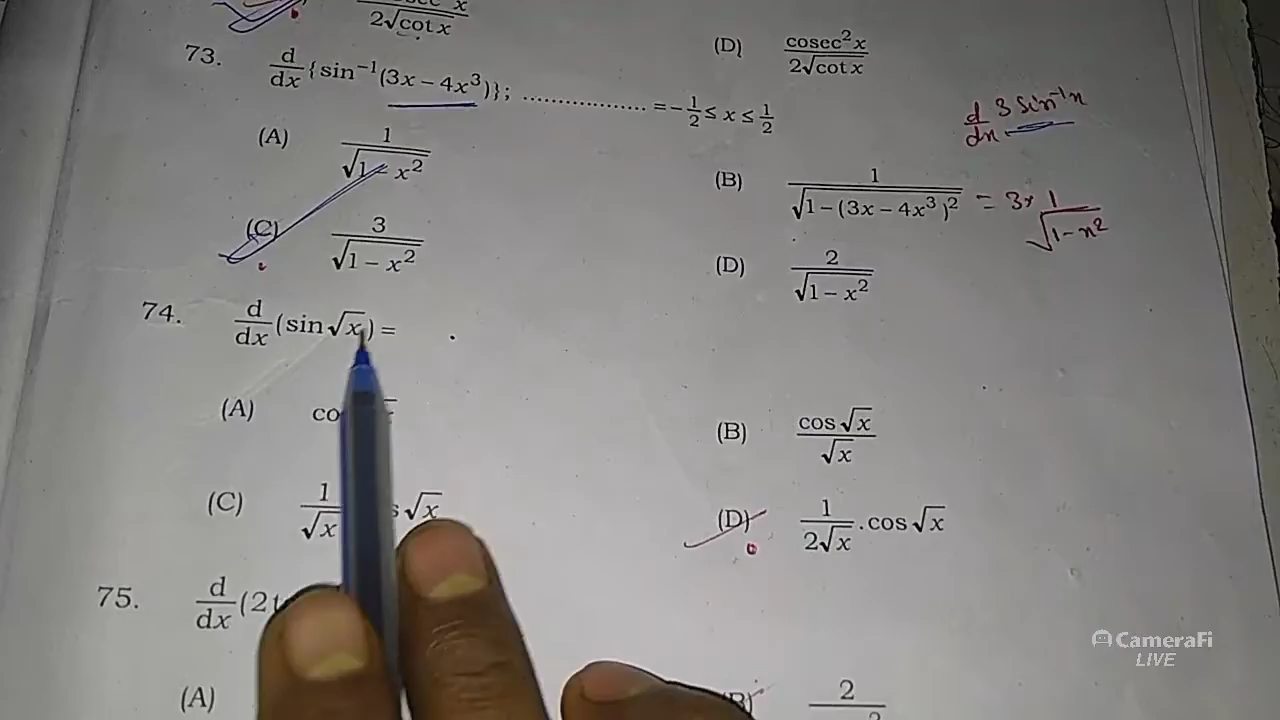 2√cot x
(D) cosec²x / 2√cot x
73. d/dx {sin⁻¹(3x – 4x³)}; .................. = –1/2 ≤ x ≤ 1/2
d/dx 3 sin⁻¹x
(A) 1/√1 – x²
(B) 1/√1 – (3x – 4x³)² = 3× 1/√1–x²
(C) 3/√1 – x²
(D) 2/√1 – x²
74. d/dx (sin √x) =
(A)
(B) cos √x / √x
(C) 1/√x √x
(D) 1/2√x . cos √x
75. d/dx (2
(A)
(B) 2
CameraFi
LIVE